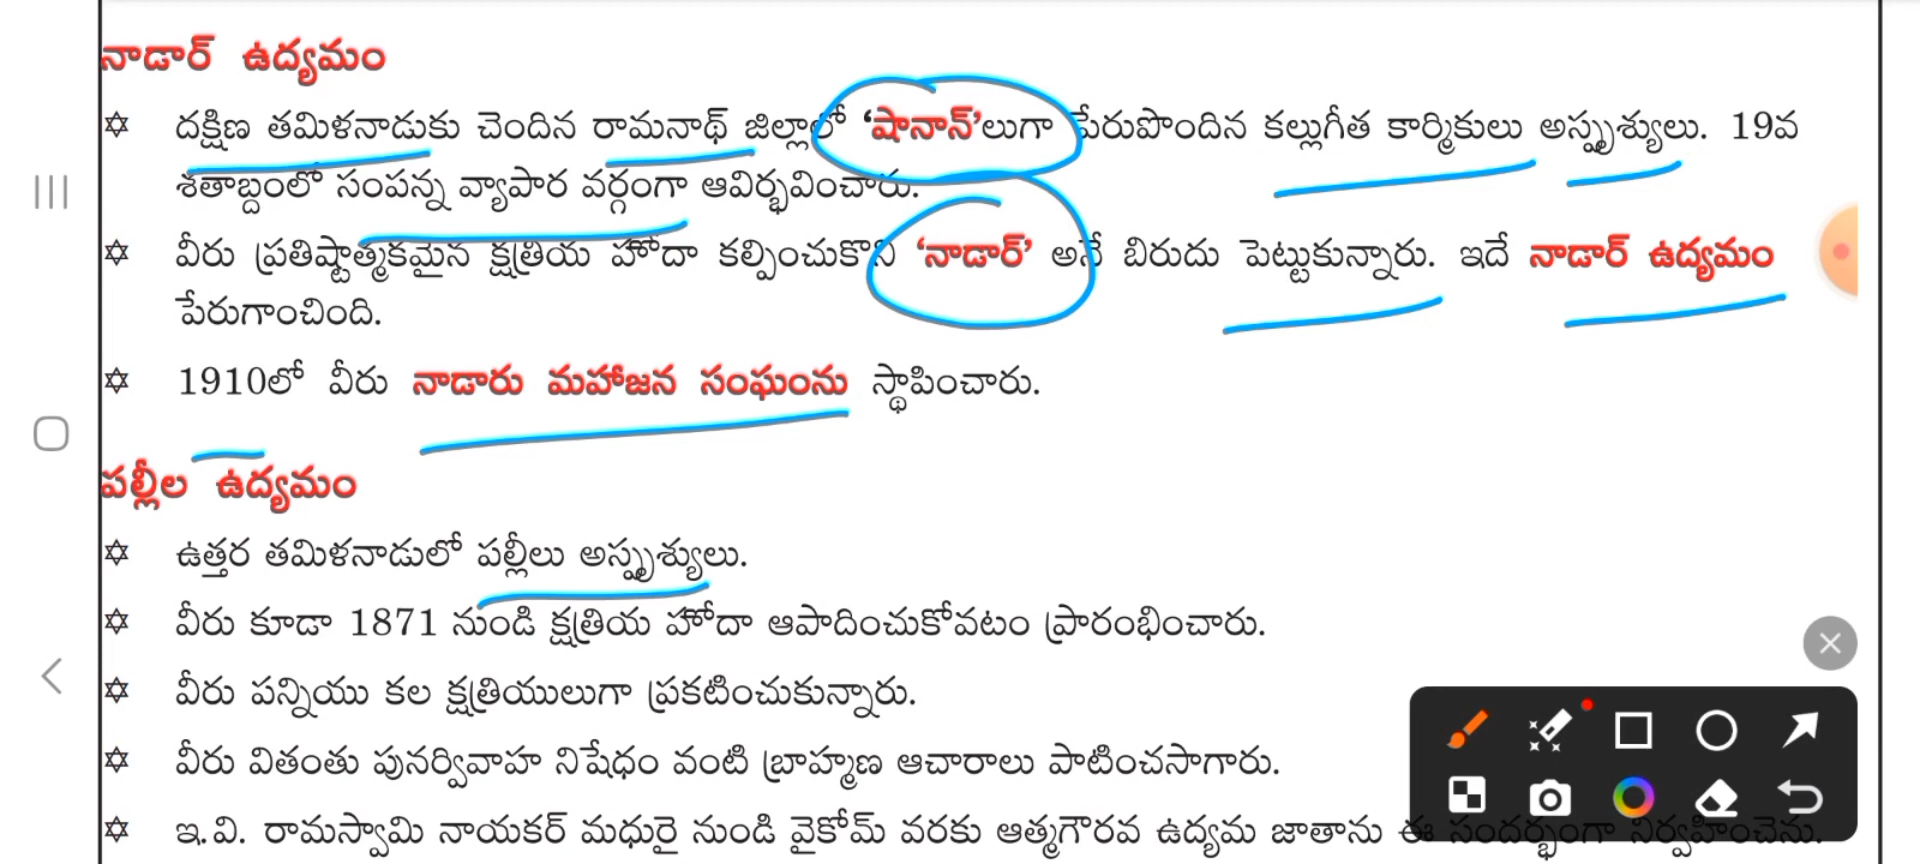 నాడార్ ఉద్యమం
దక్షిణ తమిళనాడుకు చెందిన రామనాథ్ జిల్లాలో ‘షానాన్’లుగా పేరుపొందిన కల్లుగీత కార్మికులు అస్పృశ్యులు. 19వ
శతాబ్దంలో సంపన్న వ్యాపార వర్గంగా ఆవిర్భవించారు.
వీరు ప్రతిష్టాత్మకమైన క్షత్రియ హోదా కల్పించుకొని ‘నాడార్’ అనే బిరుదు పెట్టుకున్నారు. ఇదే నాడార్ ఉద్యమం
పేరుగాంచింది.
1910లో వీరు నాడారు మహాజన సంఘంను స్థాపించారు.
పల్లీల ఉద్యమం
ఉత్తర తమిళనాడులో పల్లీలు అస్పృశ్యులు.
వీరు కూడా 1871 నుండి క్షత్రియ హోదా ఆపాదించుకోవటం ప్రారంభించారు.
వీరు పన్నియు కల క్షత్రియులుగా ప్రకటించుకున్నారు.
వీరు వితంతు పునర్వివాహ నిషేధం వంటి బ్రాహ్మణ ఆచారాలు పాటించసాగారు.
ఇ.వి. రామస్వామి నాయకర్ మధురై నుండి వైకోమ్ వరకు ఆత్మగౌరవ ఉద్యమ జాతాను ఈ సందర్భంగా నిర్వహించెను.